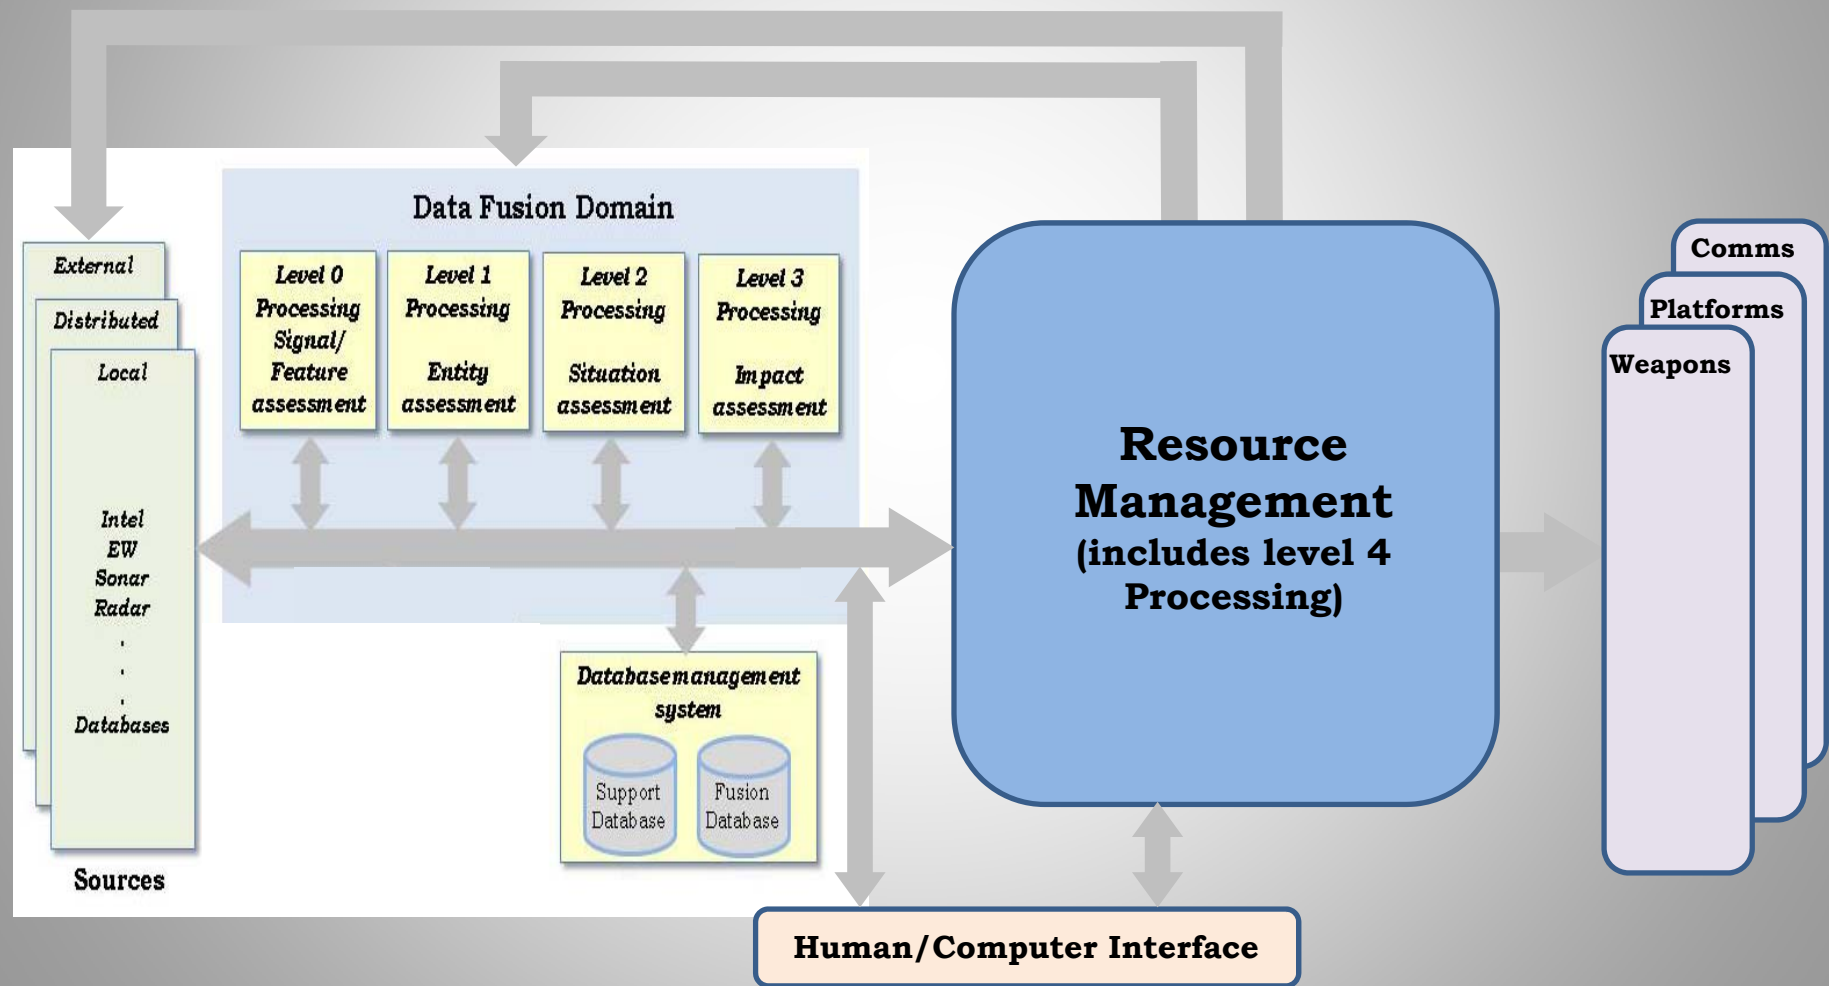 Data Fusion Domain
External
Distributed
Local
Intel
EW
Sonar
Radar
.
.
.
Databases
Sources
Level 0
Processing
Signal/
Feature
assessment
Level 1
Processing
Entity
assessment
Level 2
Processing
Situation
assessment
Level 3
Processing
Impact
assessment
Database management
system
Support
Database
Fusion
Database
Resource
Management
(includes level 4
Processing)
Comms
Platforms
Weapons
Human/Computer Interface